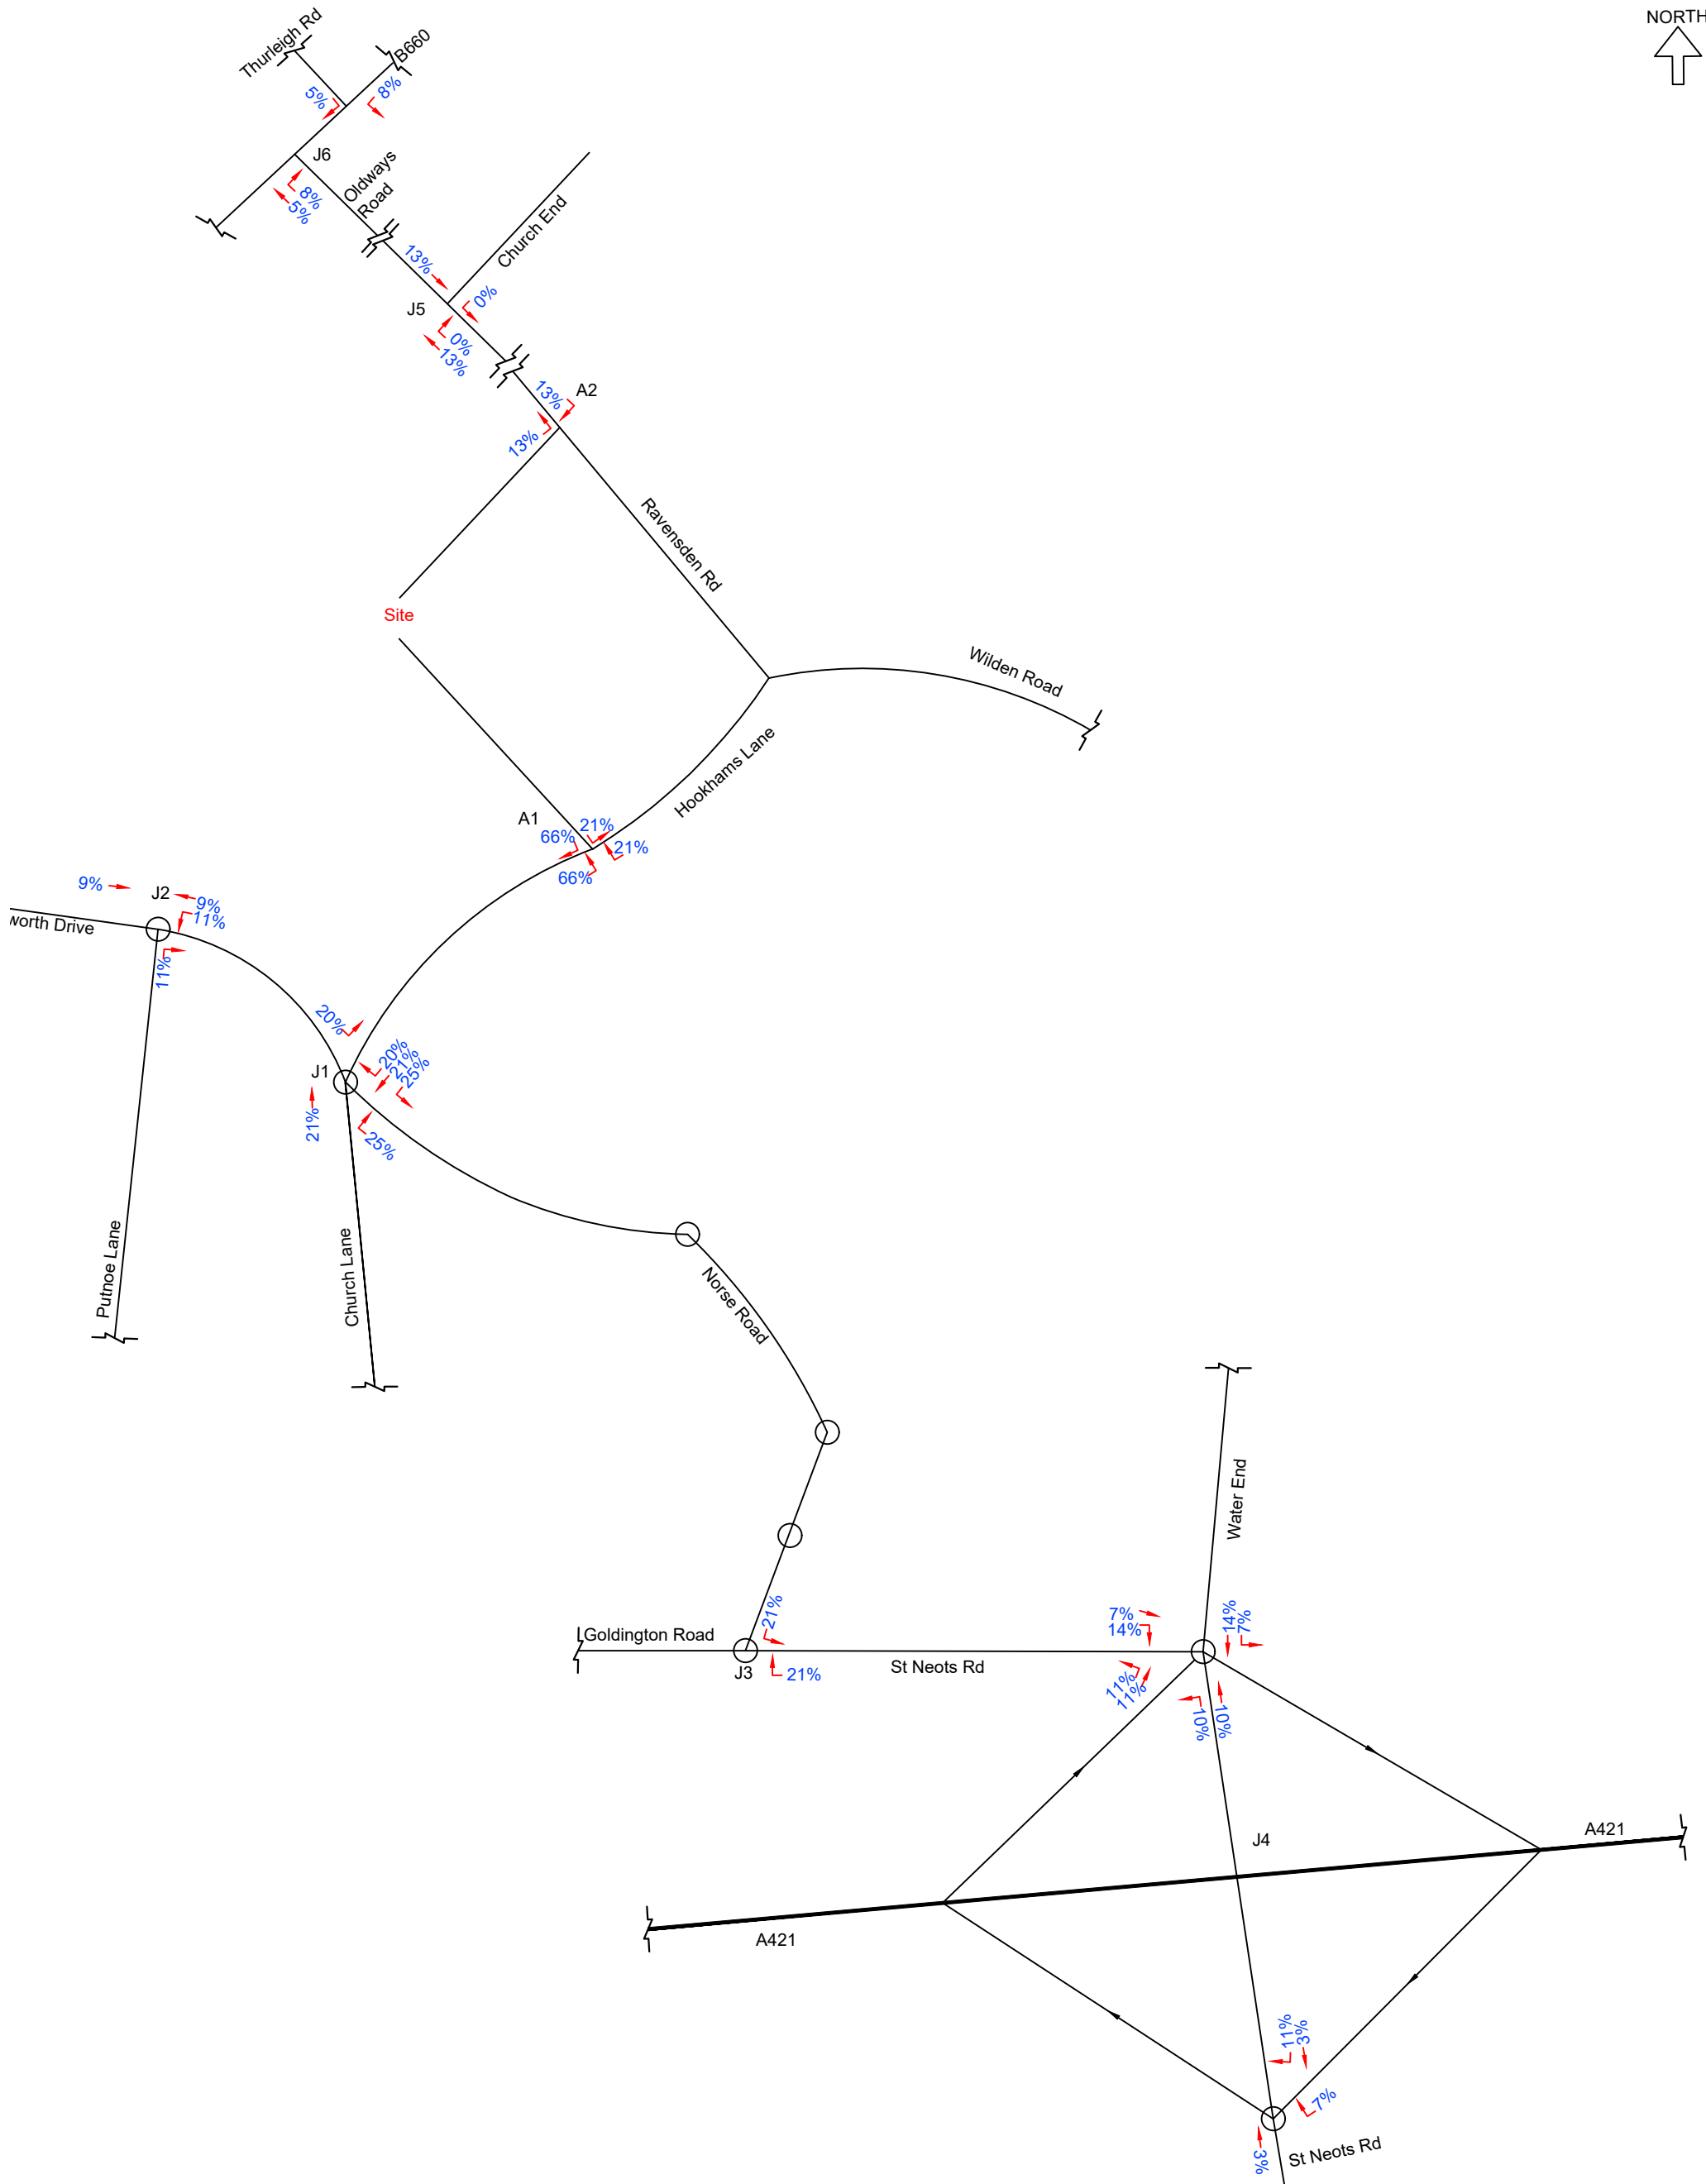 NORTH
Thurleigh Rd
B660
5%
8%
J6
8%
5%
Oldways
Road
Church End
13%
0%
J5
0%
13%
13%
A2
13%
Ravensden Rd
Site
Wilden Road
Hookhams Lane
A1
66%
21%
21%
66%
9%
J2
9%
11%
worth Drive
11%
20%
20%
21%
25%
J1
21%
25%
Putnoe Lane
Church Lane
Norse Road
Water End
21%
Goldington Road
J3
21%
St Neots Rd
7%
14%
14%
7%
11%
11%
10%
10%
J4
A421
A421
11%
3%
7%
3%
St Neots Rd